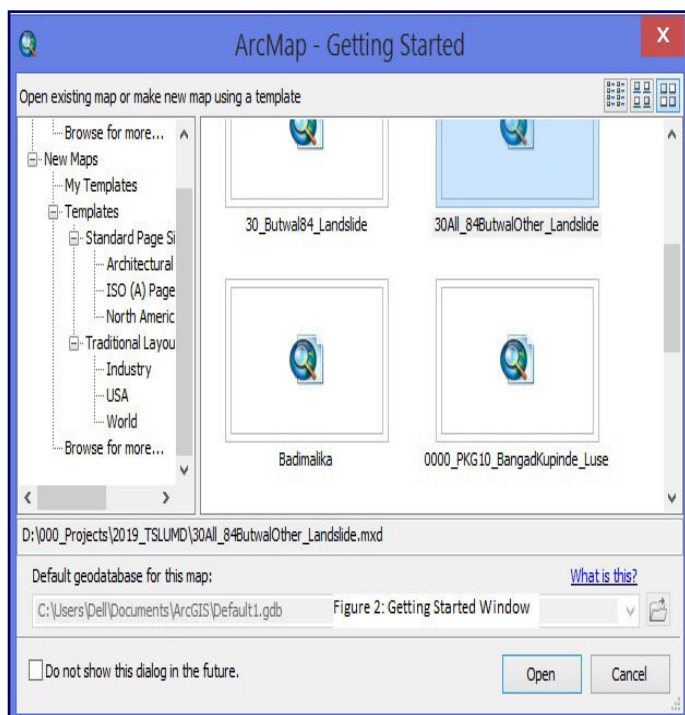 ArcMap - Getting Started
X
Open existing map or make new map using a template
Browse for more...
New Maps
My Templates
Templates
Standard Page Si
Architectural
ISO (A) Page
North Americ
Traditional Layou
Industry
USA
World
Browse for more...
30_Butwal84_Landslide
30All_84ButwalOther_Landslide
Badimalika
0000_PKG10_BangadKupinde_Luse
D:\000_Projects\2019_TSLUMD\30All_84ButwalOther_Landslide.mxd
Default geodatabase for this map:
What is this?
C:\Users\Dell\Documents\ArcGIS\Default1.gdb
Figure 2: Getting Started Window
Do not show this dialog in the future.
Open
Cancel